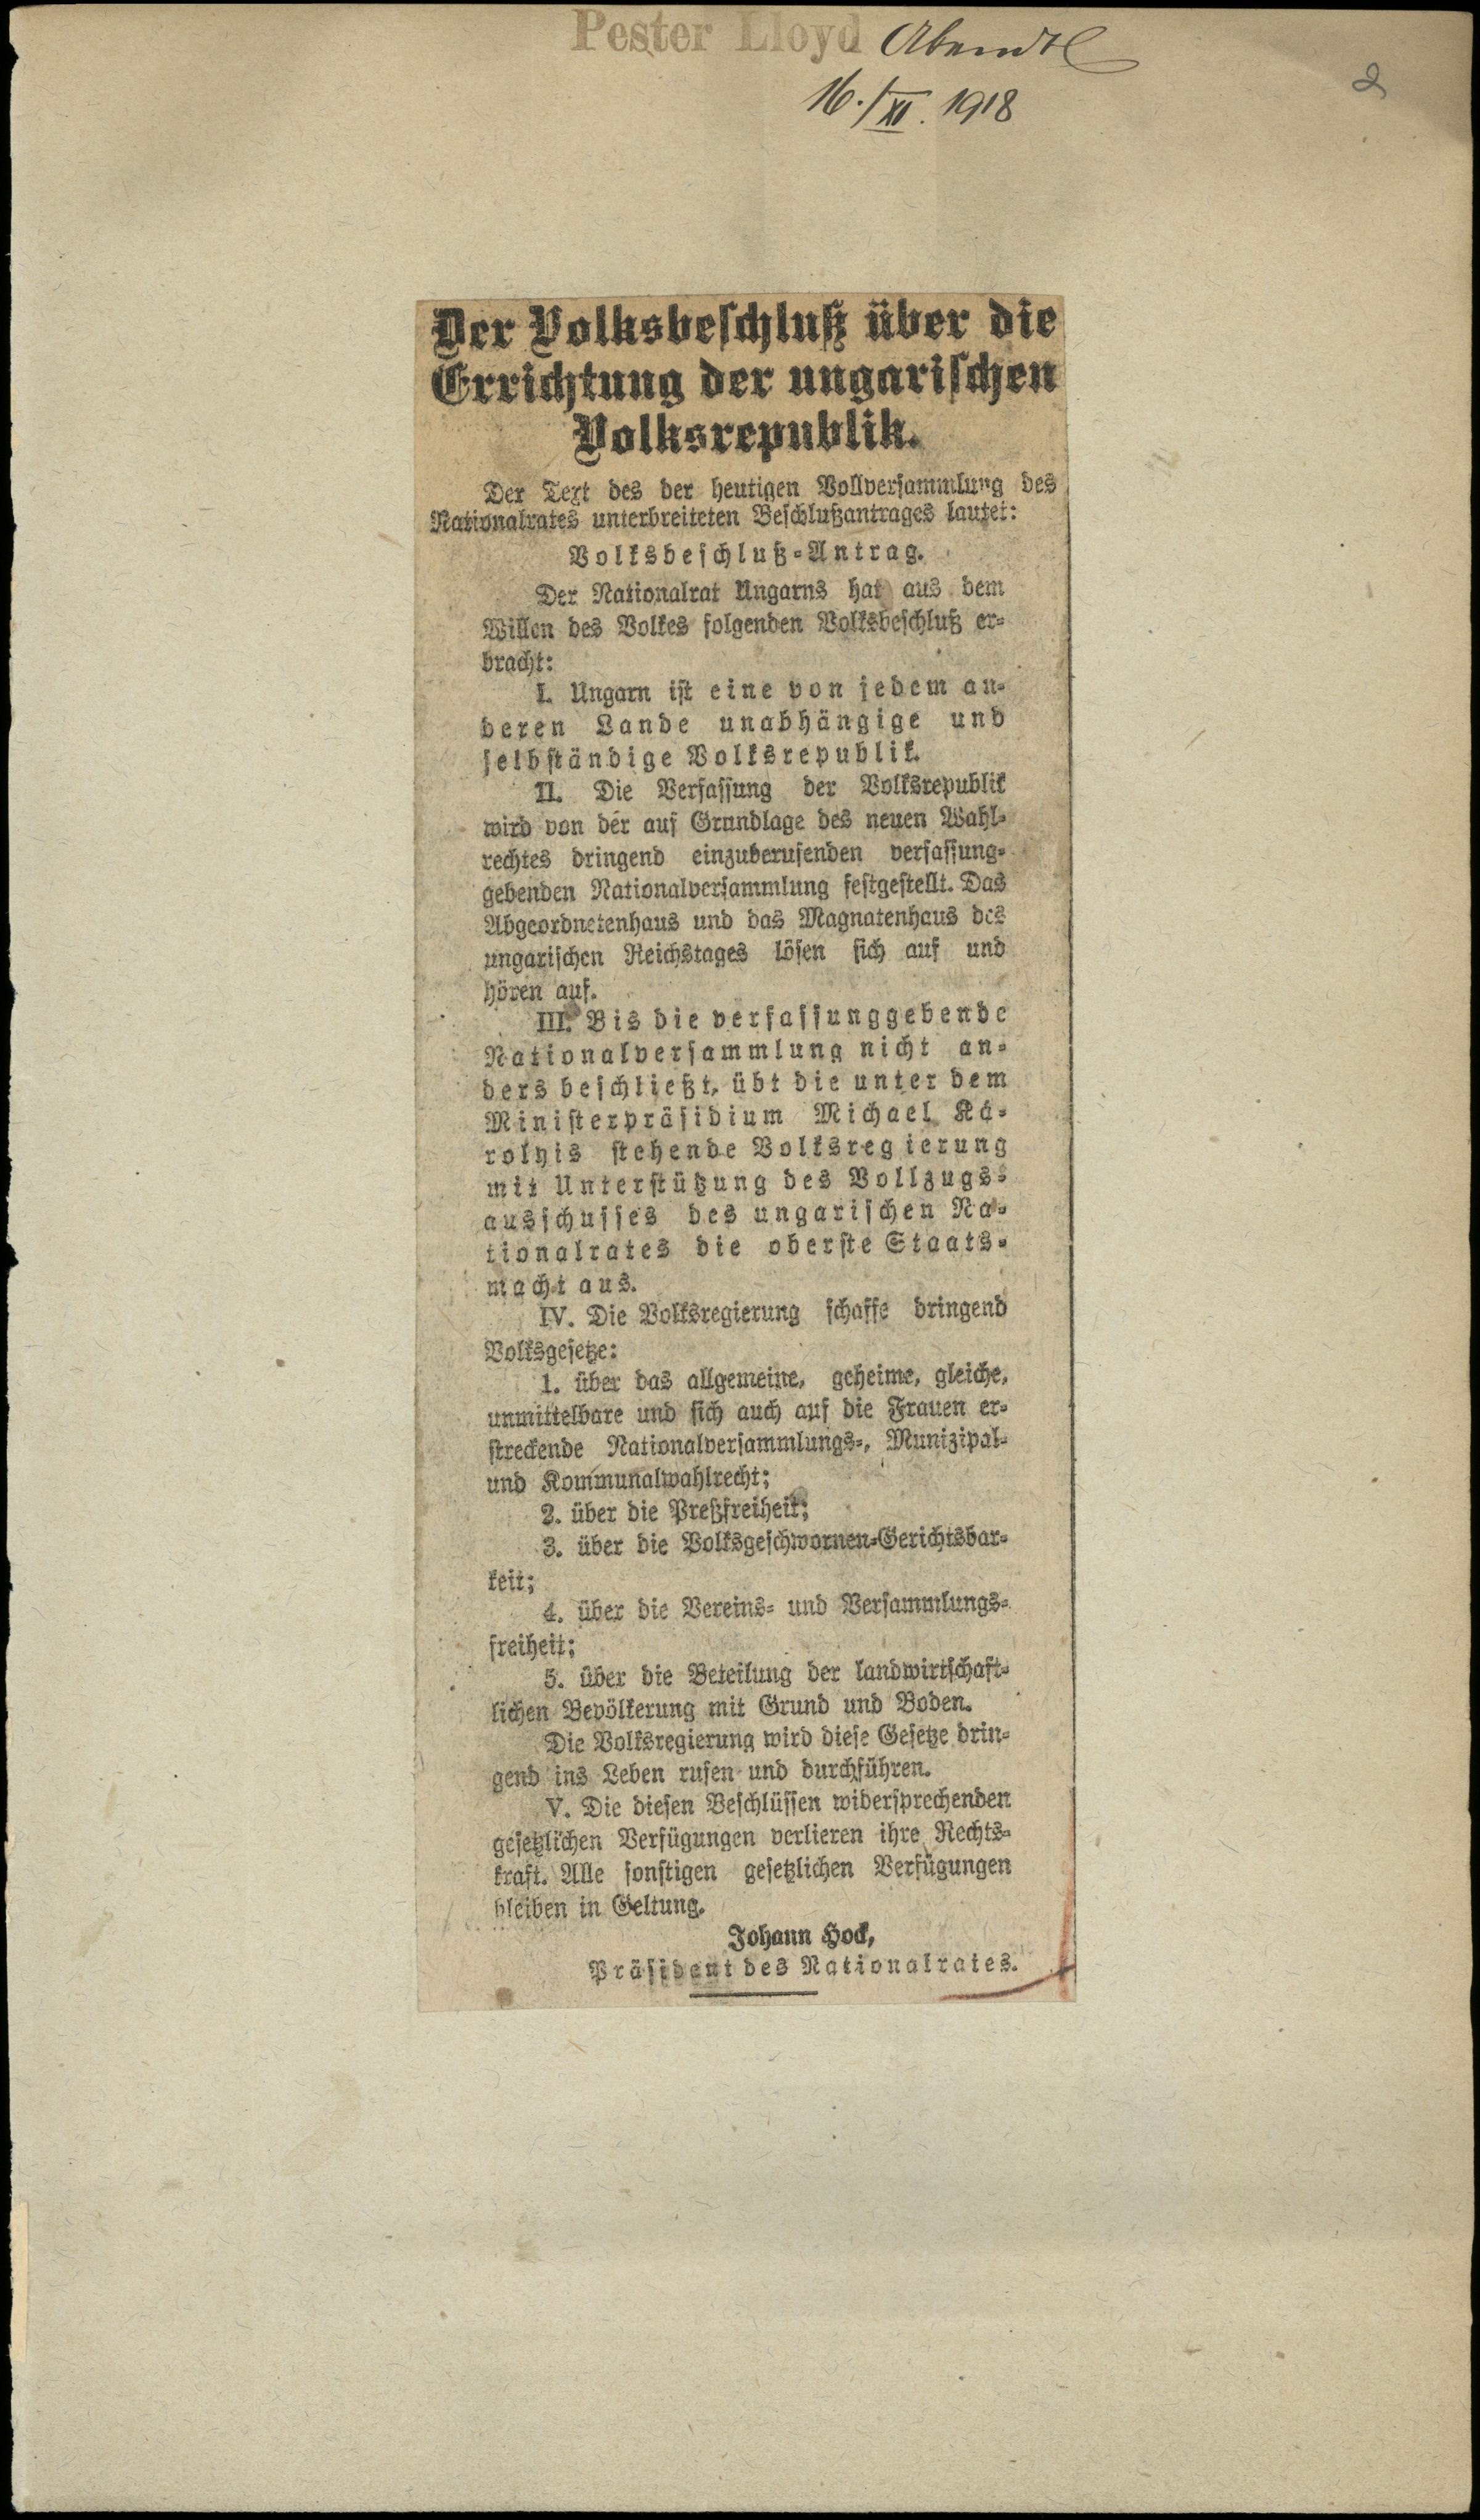 Pester Lloyd Abendbl
16./XI. 1918
2
Der Volksbeschluß über die
Errichtung der ungarischen
Volksrepublik.
Der Text des der heutigen Vollversammlung des
Nationalrates unterbreiteten Beschlußantrages lautet:
Volksbeschluß-Antrag.
Der Nationalrat Ungarns hat aus dem
Willen des Volkes folgenden Volksbeschluß er-
bracht:
I. Ungarn ist eine von jedem an-
deren Lande unabhängige und
selbständige Volksrepublik.
II. Die Verfassung der Volksrepublik
wird von der auf Grundlage des neuen Wahl-
rechtes dringend einzuberufenden verfassung-
gebenden Nationalversammlung festgestellt. Das
Abgeordnetenhaus und das Magnatenhaus des
ungarischen Reichstages lösen sich auf und
hören auf.
III. Bis die verfassunggebende
Nationalversammlung nicht an-
ders beschließt, übt die unter dem
Ministerpräsidium Michael Ká-
rolyis stehende Volksregierung
mit Unterstützung des Vollzugs-
ausschusses des ungarischen Na-
tionalrates die oberste Staats-
macht aus.
IV. Die Volksregierung schaffe dringend
Volksgesetze:
1. über das allgemeine, geheime, gleiche,
unmittelbare und sich auch auf die Frauen er-
streckende Nationalversammlungs-, Munizipal-
und Kommunalwahlrecht;
2. über die Preßfreiheit;
3. über die Volksgeschwornen-Gerichtsbar-
keit;
4. über die Vereins- und Versammlungs-
freiheit;
5. über die Beteilung der landwirtschaft-
lichen Bevölkerung mit Grund und Boden.
Die Volksregierung wird diese Gesetze drin-
gend ins Leben rufen und durchführen.
V. Die diesen Beschlüssen widersprechenden
gesetzlichen Verfügungen verlieren ihre Rechts-
kraft. Alle sonstigen gesetzlichen Verfügungen
bleiben in Geltung.
Johann Hock,
Präsident des Nationalrates.